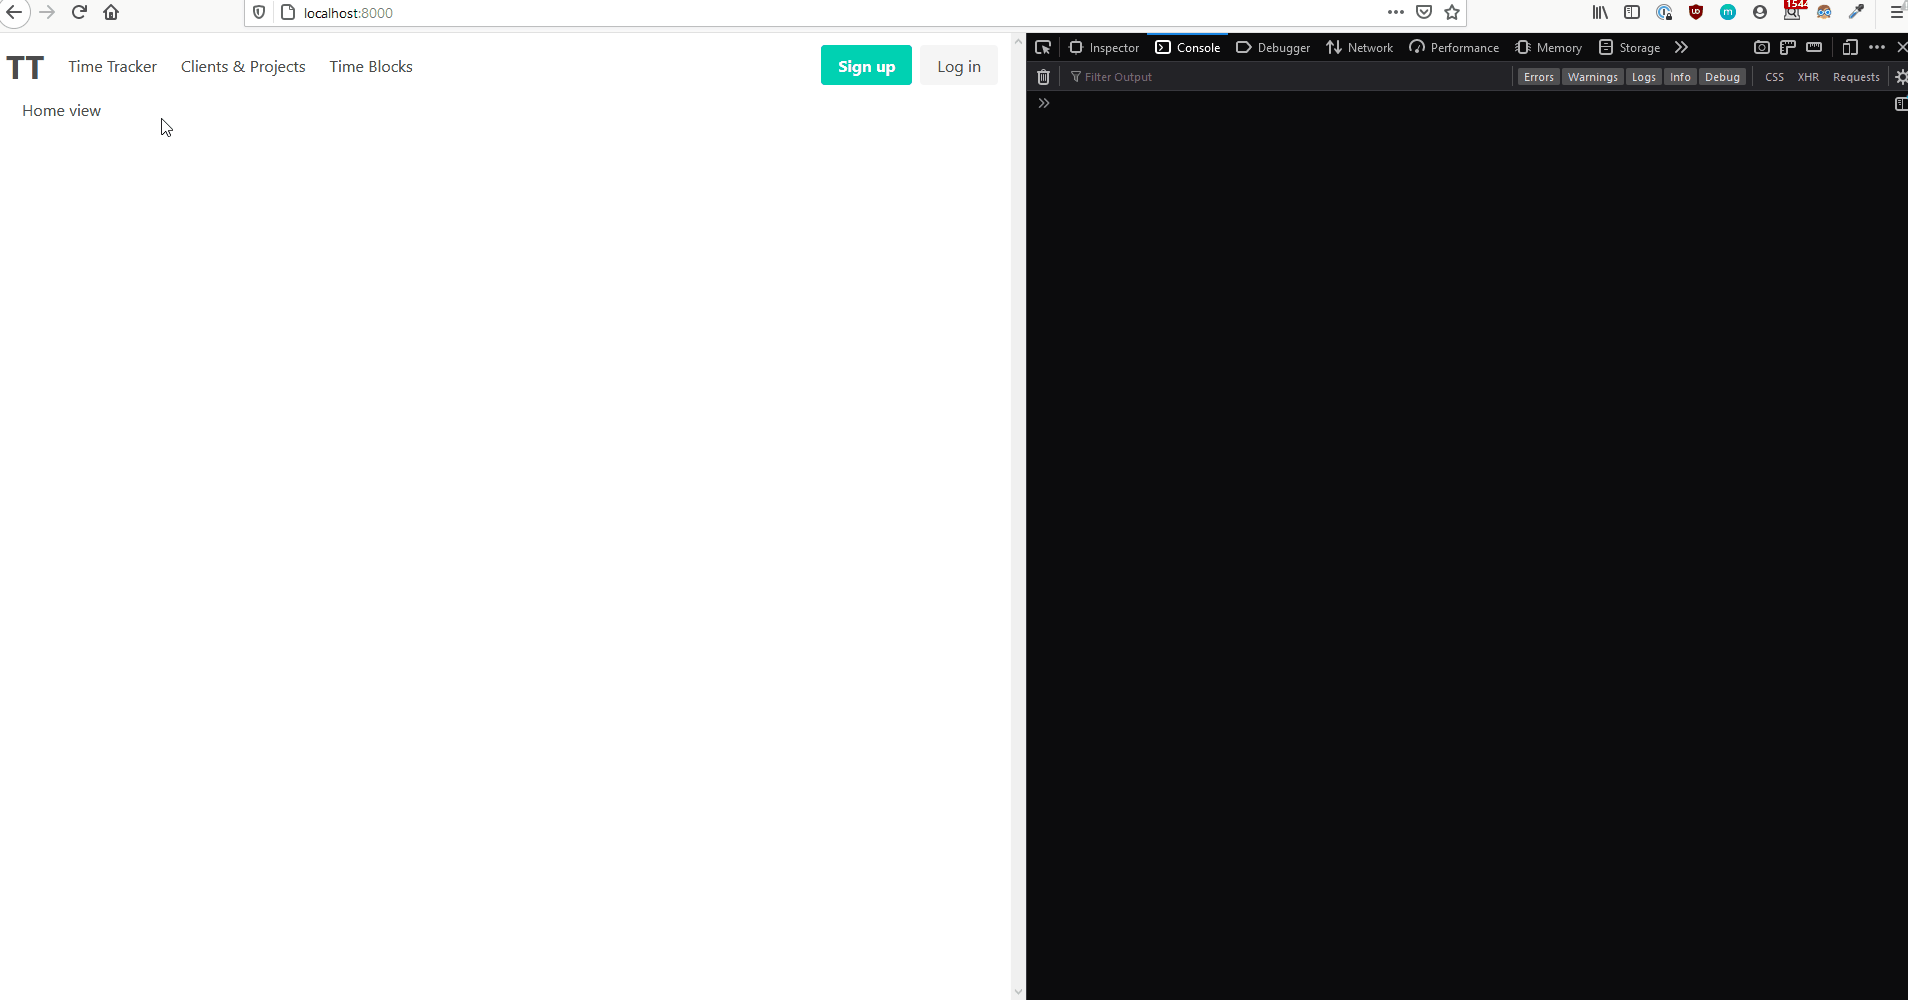 localhost:8000
1544
TT Time Tracker Clients & Projects Time Blocks Sign up Log in
Home view
Inspector Console Debugger Network Performance Memory Storage
Filter Output Errors Warnings Logs Info Debug CSS XHR Requests